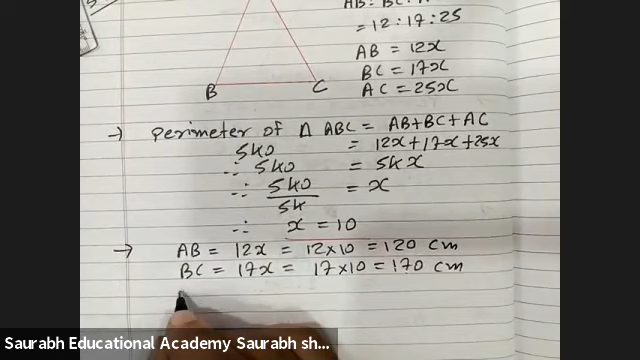 AB : BC : A
= 12 : 17 : 25
AB = 12x
BC = 17x
AC = 25x
B
C
→ Perimeter of Δ ABC = AB + BC + AC
540 = 12x + 17x + 25x
∴ 540 = 54x
∴ 540/54 = x
∴ x = 10
→ AB = 12x = 12 × 10 = 120 cm
BC = 17x = 17 × 10 = 170 cm
Saurabh Educational Academy Saurabh sh...